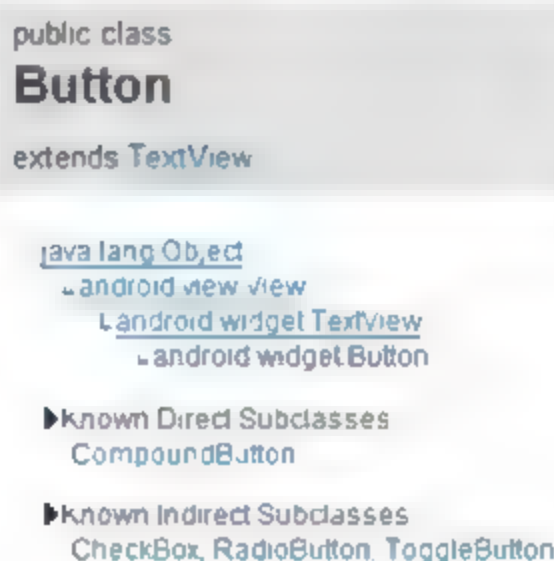 public class
Button
extends TextView
java.lang.Object
↳android.view.View
↳android.widget.TextView
↳android.widget.Button
▶Known Direct Subclasses
CompoundButton
▶Known Indirect Subclasses
CheckBox, RadioButton, ToggleButton